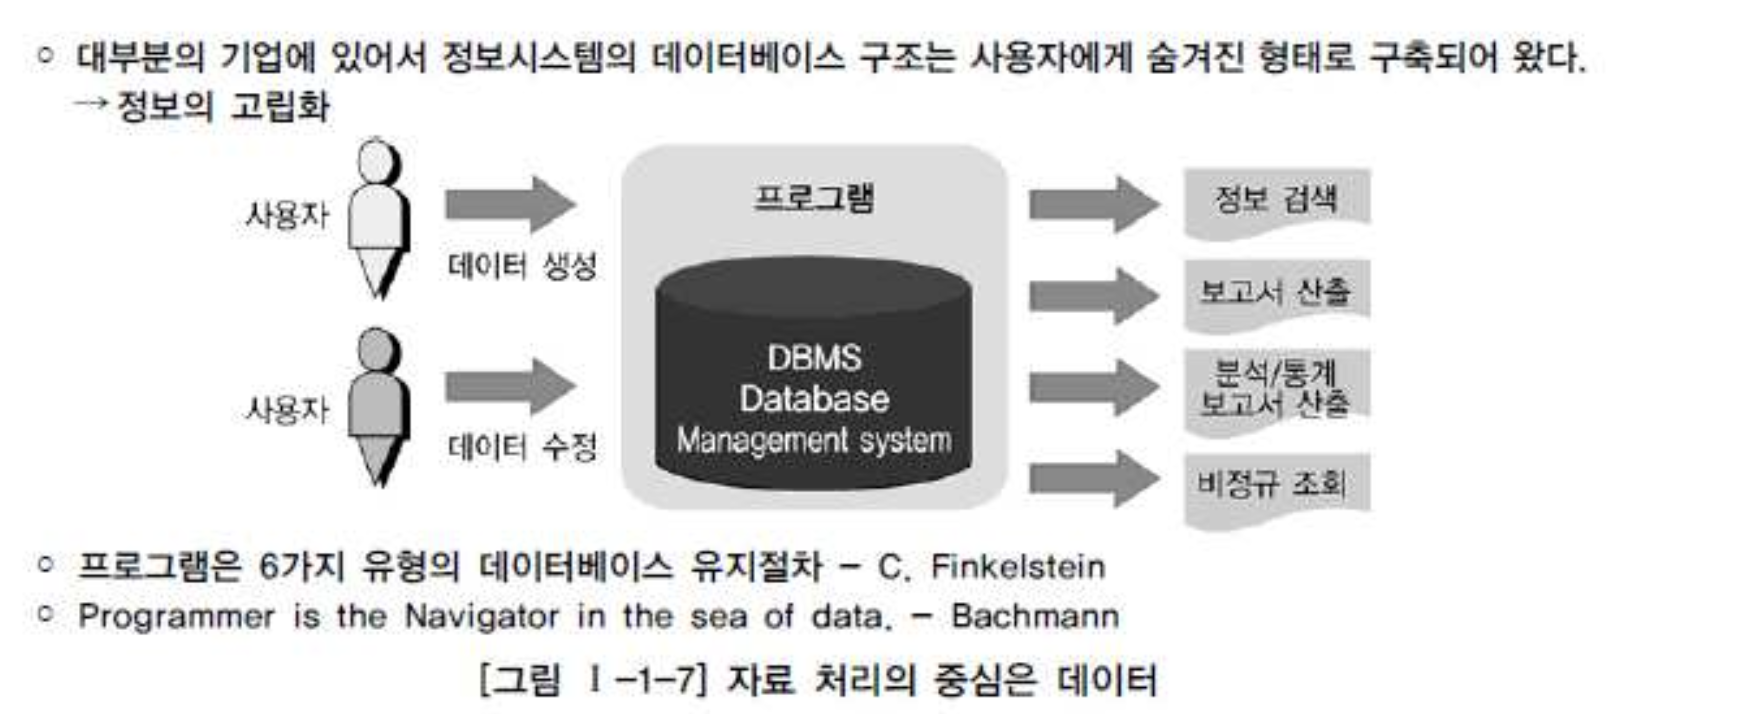 ○ 대부분의 기업에 있어서 정보시스템의 데이터베이스 구조는 사용자에게 숨겨진 형태로 구축되어 왔다.
→ 정보의 고립화
사용자
데이터 생성
사용자
데이터 수정
프로그램
DBMS
Database
Management system
정보 검색
보고서 산출
분석/통계
보고서 산출
비정규 조회
○ 프로그램은 6가지 유형의 데이터베이스 유지절차 – C. Finkelstein
○ Programmer is the Navigator in the sea of data. – Bachmann
[그림 Ⅰ-1-7] 자료 처리의 중심은 데이터